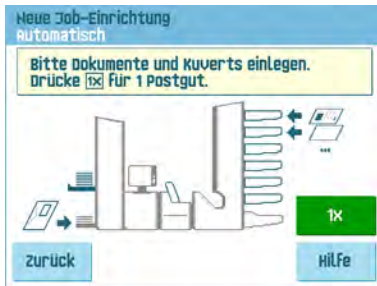 Neue Job-Einrichtung
Automatisch
Bitte Dokumente und Kuverts einlegen.
Drücke 1X für 1 Postgut.
...
1X
zurück
Hilfe